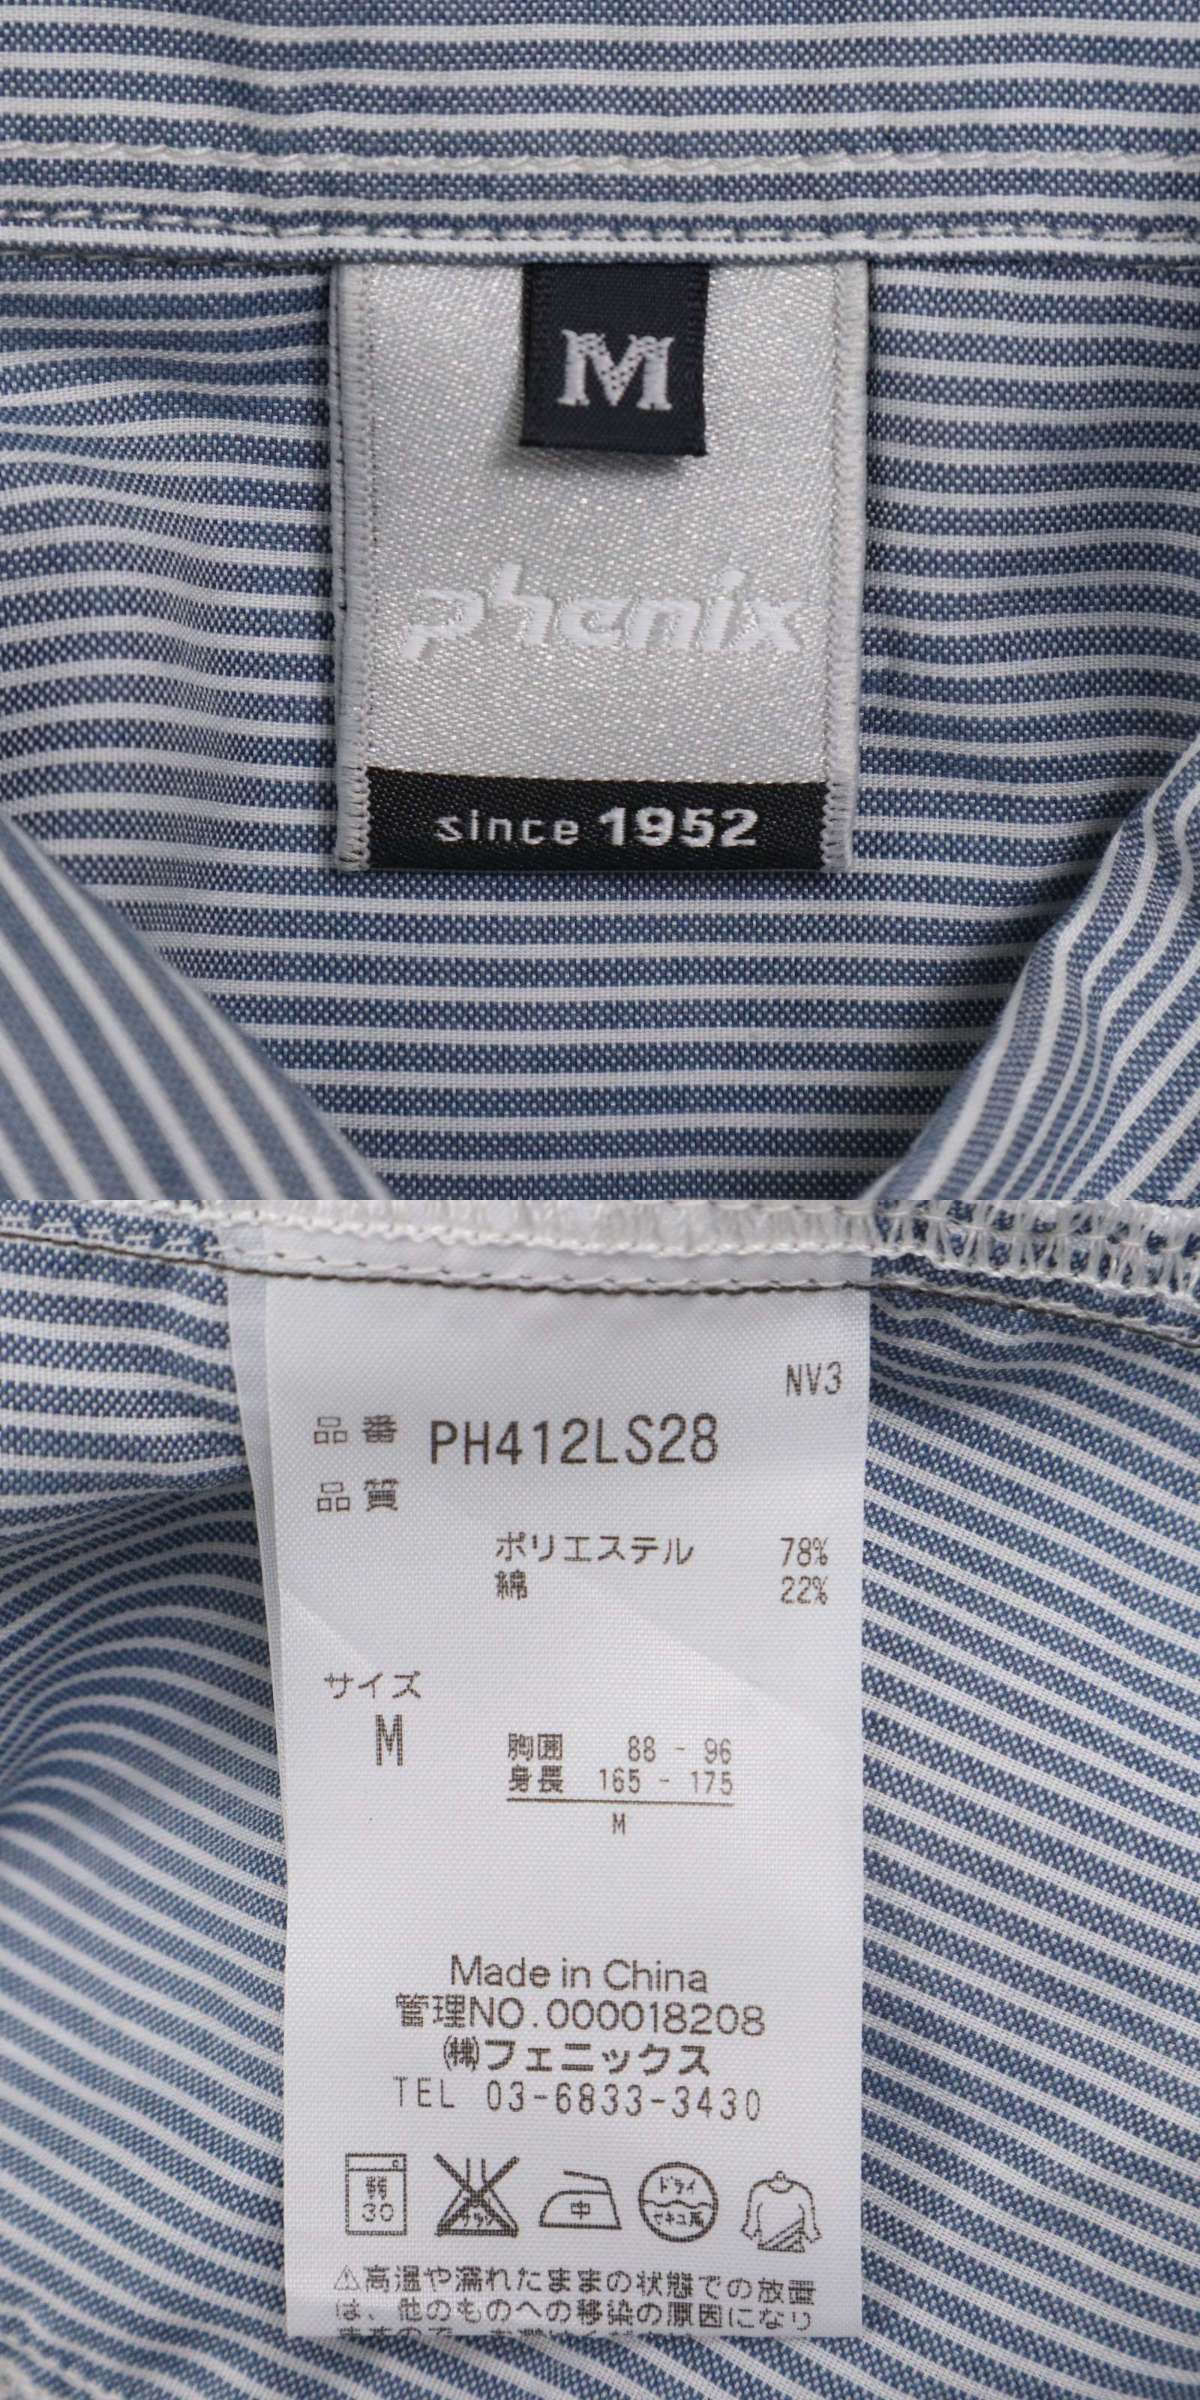 M
phenix
since 1952
NV3
品番 PH412LS28
品質
ポリエステル 78%
綿 22%
サイズ
M
胸囲 88 - 96
身長 165 - 175
M
Made in China
管理NO.000018208
㈱フェニックス
TEL 03-6833-3430
弱
30
中
ドライ
セキユ系
⚠高温や濡れたままの状態での放置
は、他のものへの移染の原因になり